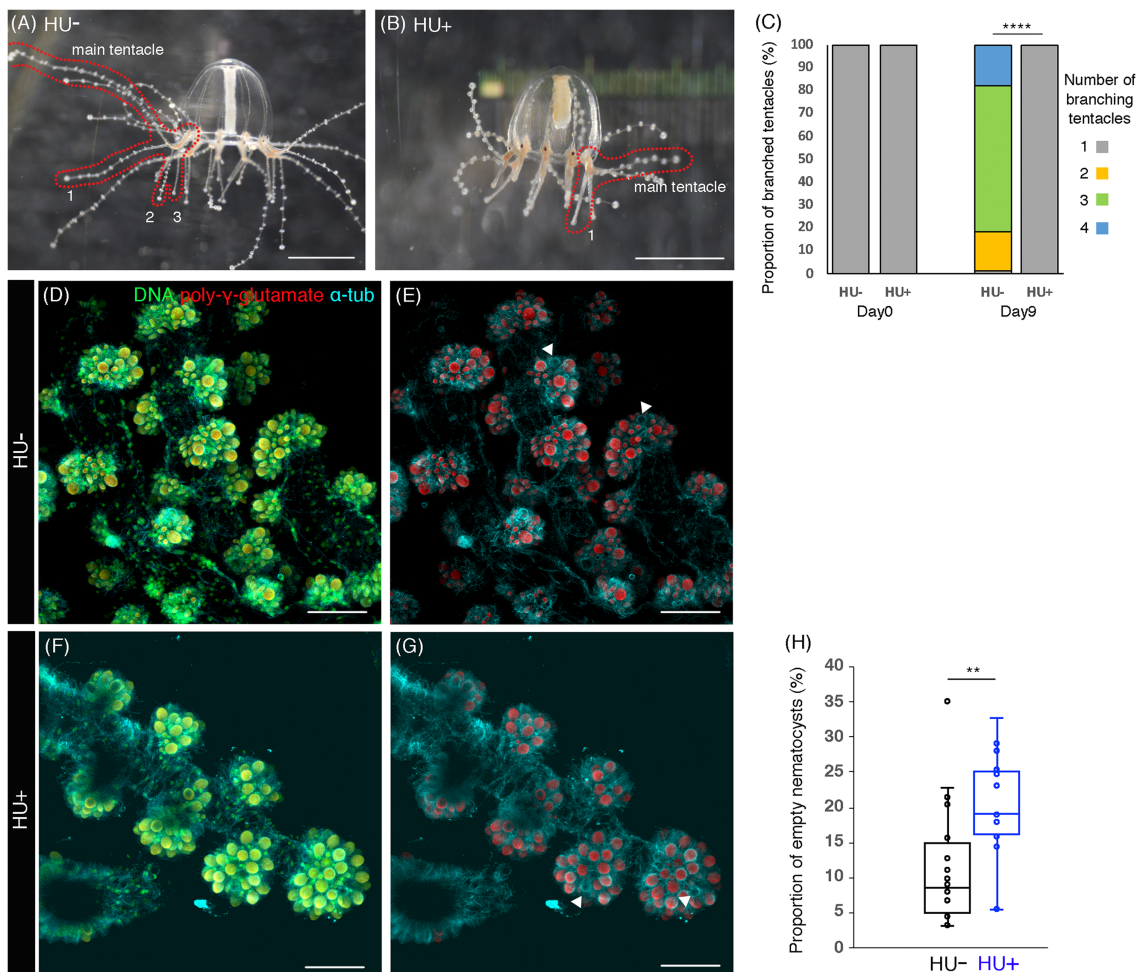 (A) HU-
main tentacle
1
2
3
(B) HU+
main tentacle
1
(C)
****
Proportion of branched tentacles (%)
100
90
80
70
60
50
40
30
20
10
0
HU-
HU+
HU-
HU+
Day0
Day9
Number of
branching
tentacles
1
2
3
4
HU-
(D)
DNA poly-γ-glutamate α-tub
(E)
HU+
(F)
(G)
(H)
**
Proportion of empty nematocysts (%)
40
35
30
25
20
15
10
5
0
HU-
HU+